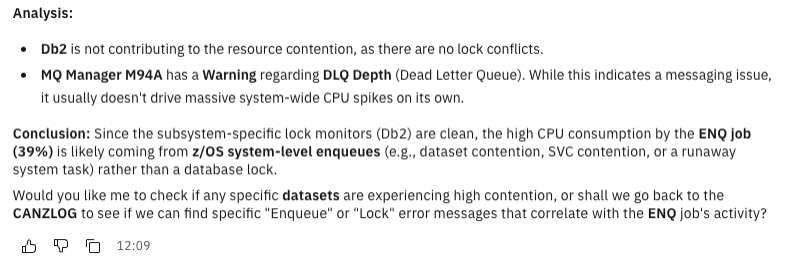 Analysis:
• Db2 is not contributing to the resource contention, as there are no lock conflicts.
• MQ Manager M94A has a Warning regarding DLQ Depth (Dead Letter Queue). While this indicates a messaging issue,
it usually doesn't drive massive system-wide CPU spikes on its own.
Conclusion: Since the subsystem-specific lock monitors (Db2) are clean, the high CPU consumption by the ENQ job
(39%) is likely coming from z/OS system-level enqueues (e.g., dataset contention, SVC contention, or a runaway
system task) rather than a database lock.
Would you like me to check if any specific datasets are experiencing high contention, or shall we go back to the
CANZLOG to see if we can find specific "Enqueue" or "Lock" error messages that correlate with the ENQ job's activity?
12:09